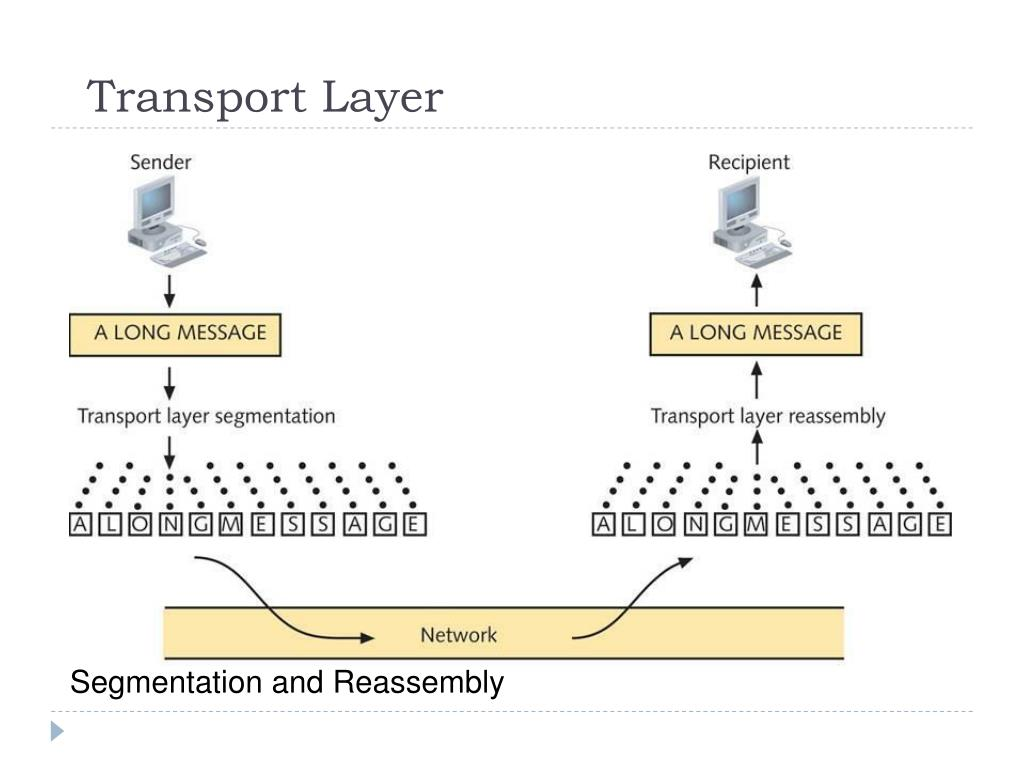 Transport Layer
Sender
Recipient
A LONG MESSAGE
A LONG MESSAGE
Transport layer segmentation
Transport layer reassembly
A L O N G M E S S A G E
A L O N G M E S S A G E
Network
Segmentation and Reassembly